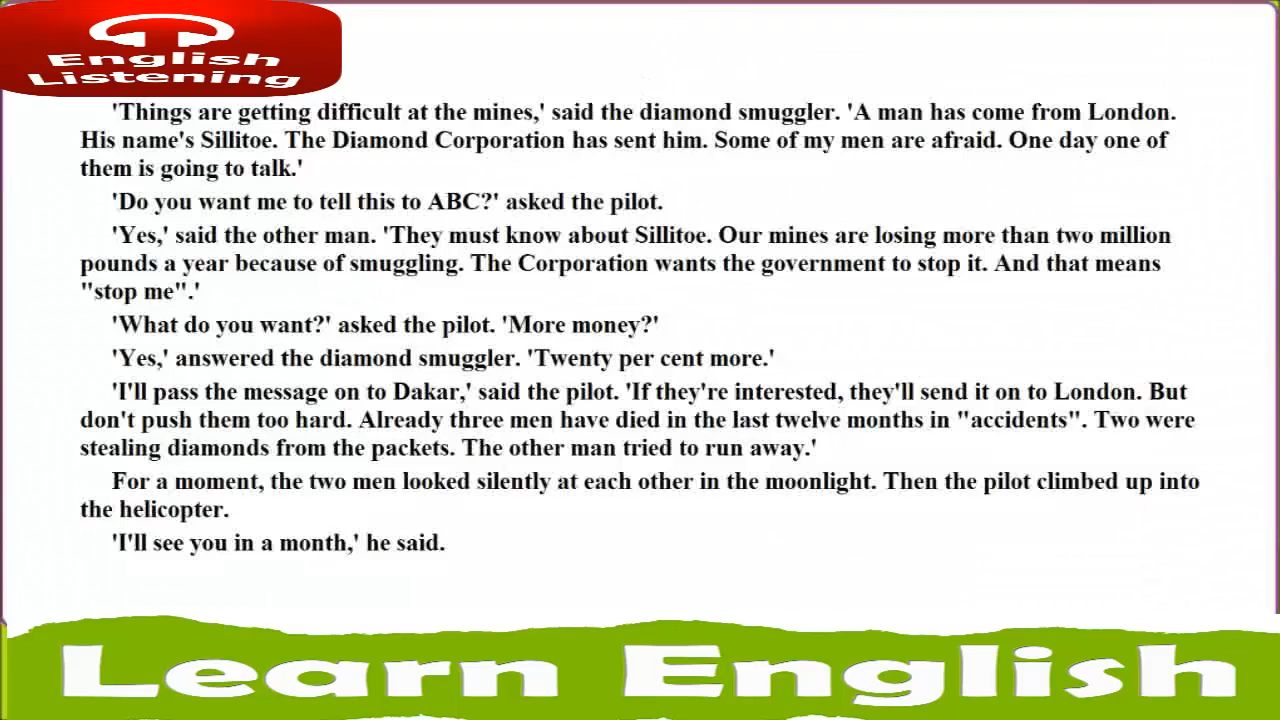 English
Listening
'Things are getting difficult at the mines,' said the diamond smuggler. 'A man has come from London.
His name's Sillitoe. The Diamond Corporation has sent him. Some of my men are afraid. One day one of
them is going to talk.'
'Do you want me to tell this to ABC?' asked the pilot.
'Yes,' said the other man. 'They must know about Sillitoe. Our mines are losing more than two million
pounds a year because of smuggling. The Corporation wants the government to stop it. And that means
"stop me".'
'What do you want?' asked the pilot. 'More money?'
'Yes,' answered the diamond smuggler. 'Twenty per cent more.'
'I'll pass the message on to Dakar,' said the pilot. 'If they're interested, they'll send it on to London. But
don't push them too hard. Already three men have died in the last twelve months in "accidents". Two were
stealing diamonds from the packets. The other man tried to run away.'
For a moment, the two men looked silently at each other in the moonlight. Then the pilot climbed up into
the helicopter.
'I'll see you in a month,' he said.
Learn English